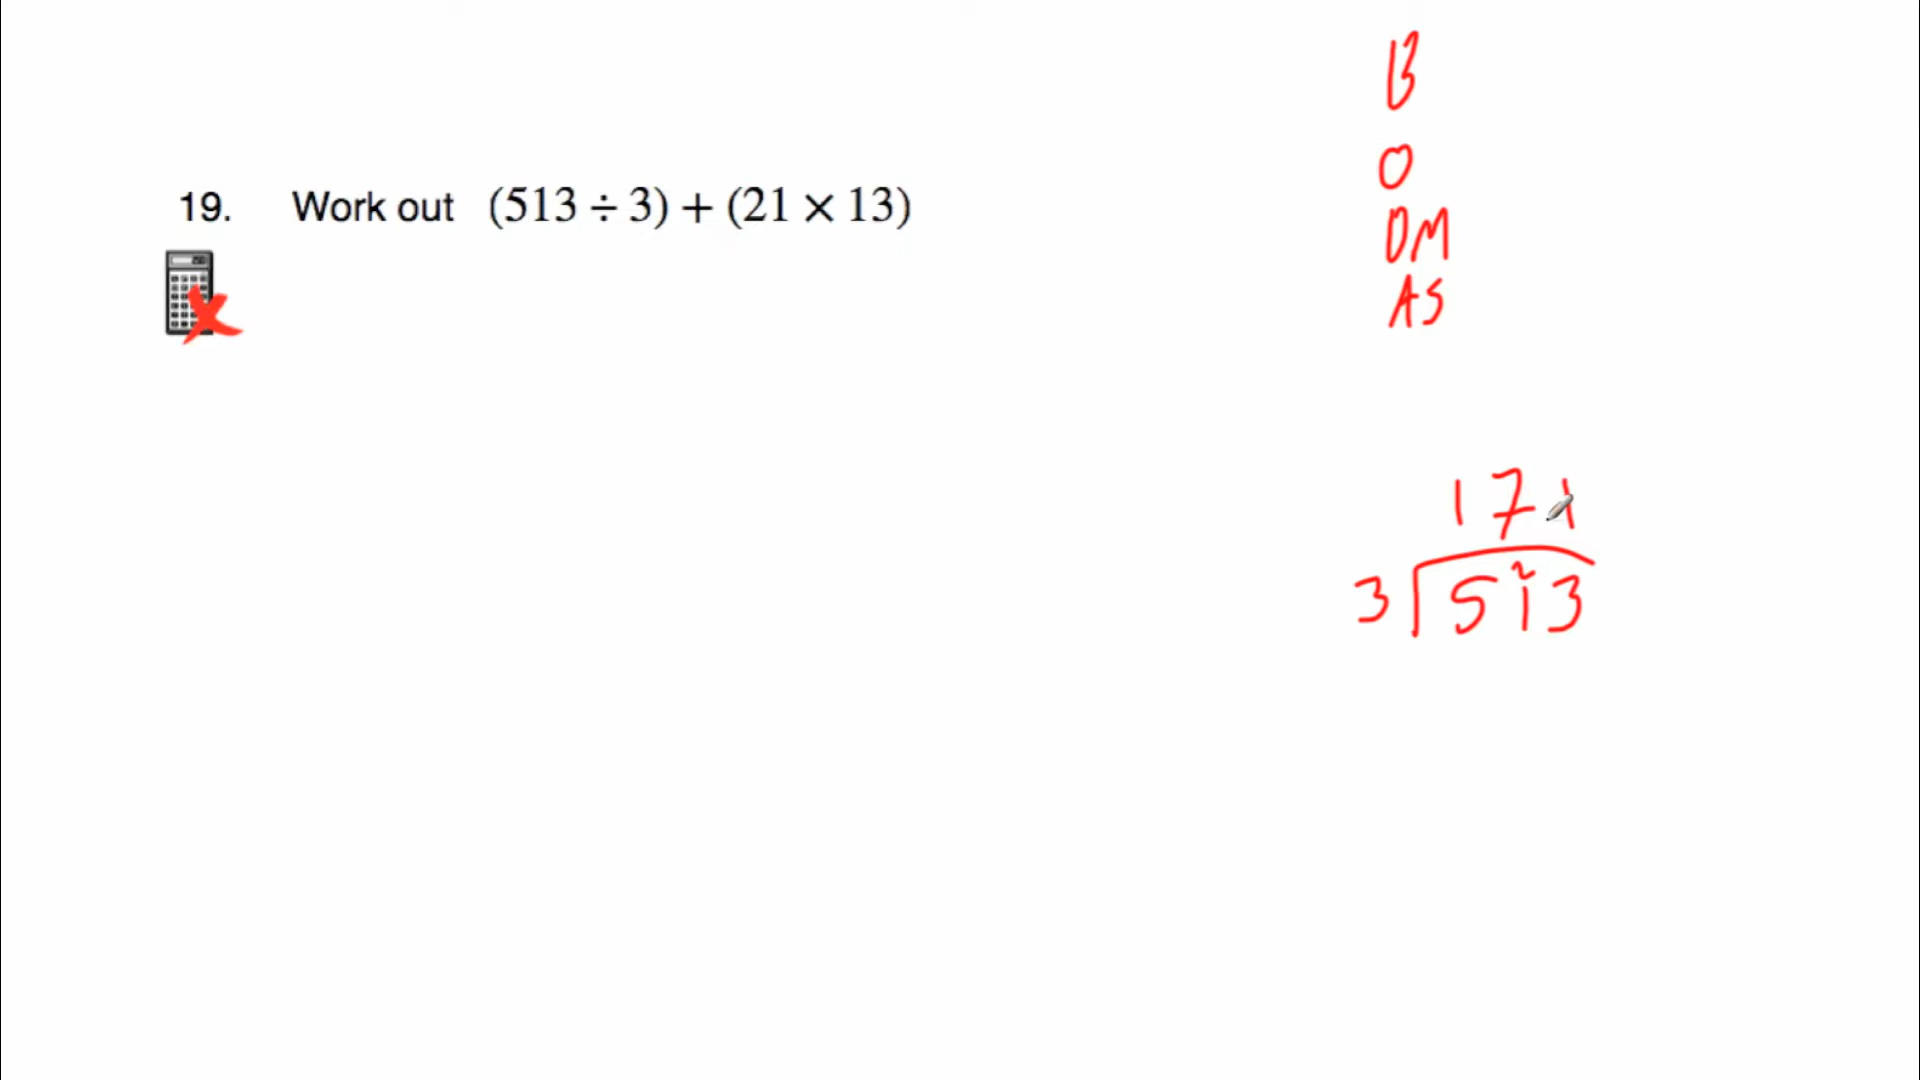 B
O
19. Work out (513 ÷ 3) + (21 × 13)
DM
AS
171
3 5²13